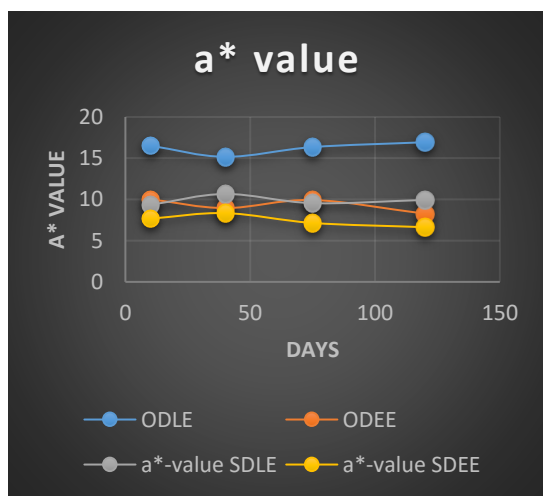 a* value
20
15
10
5
0
A* VALUE
0 50 100 150
DAYS
ODLE ODEE
a*-value SDLE a*-value SDEE